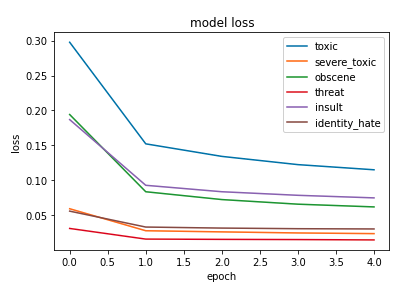 model loss
loss
0.30
0.25
0.20
0.15
0.10
0.05
toxic
severe_toxic
obscene
threat
insult
identity_hate
0.0 0.5 1.0 1.5 2.0 2.5 3.0 3.5 4.0
epoch